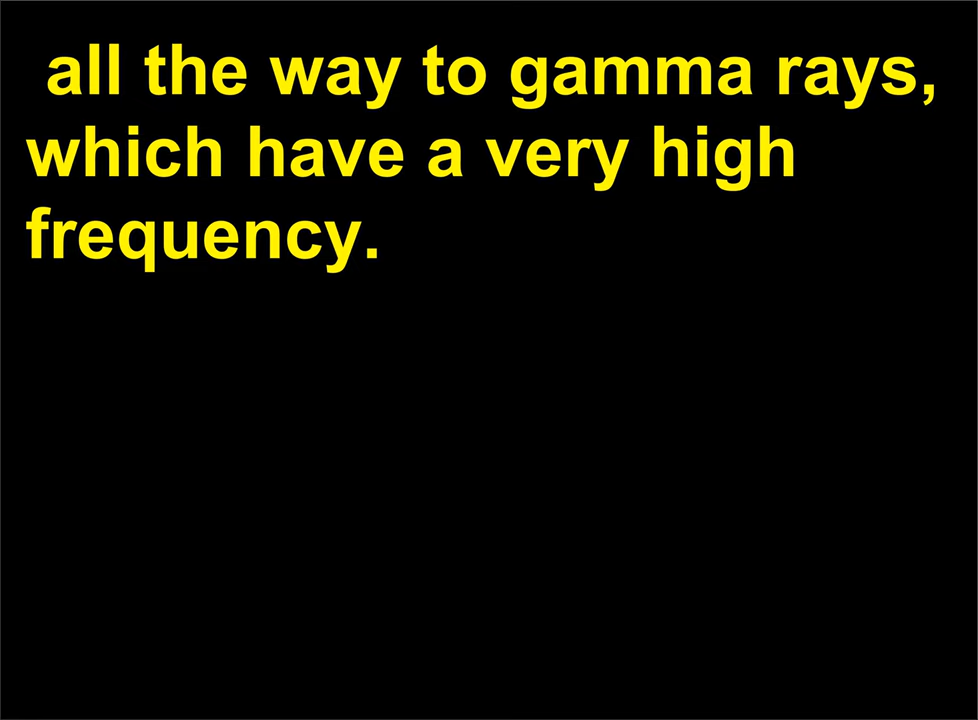 all the way to gamma rays,
which have a very high
frequency.